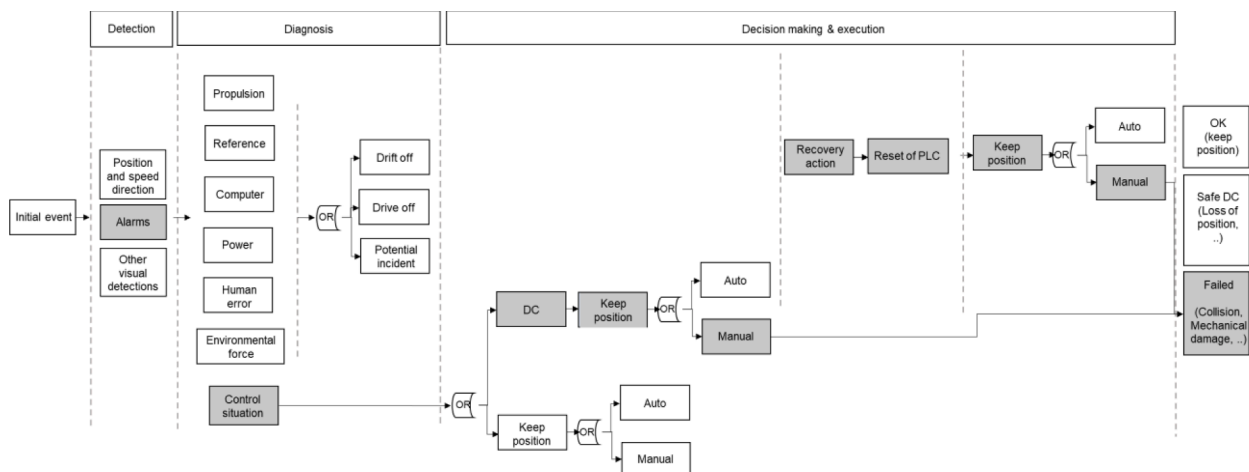 Detection
Diagnosis
Decision making & execution
Initial event
Position
and speed
direction
Alarms
Other
visual
detections
Propulsion
Reference
Computer
Power
Human
error
Environmental
force
Control
situation
OR
Drift off
Drive off
Potential
incident
OR
DC
Keep
position
OR
Auto
Manual
Keep
position
OR
Auto
Manual
Recovery
action
Reset of PLC
Keep
position
OR
Auto
Manual
OK
(keep
position)
Safe DC
(Loss of
position,
..)
Failed
(Collision,
Mechanical
damage, ..)